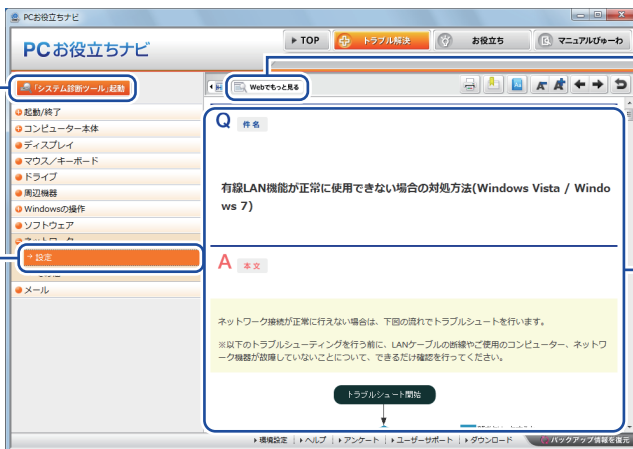 PCお役立ちナビ
PCお役立ちナビ
TOP
トラブル解決
お役立ち
マニュアルびゅーわ
「システム診断ツール」起動
Webでもっと見る
起動/終了
コンピューター本体
ディスプレイ
マウス/キーボード
ドライブ
周辺機器
Windowsの操作
ソフトウェア
ネットワーク
設定
メール
Q 件名
有線LAN機能が正常に使用できない場合の対処方法(Windows Vista / Windo
ws 7)
A 本文
ネットワーク接続が正常に行えない場合は、下図の流れでトラブルシュートを行います。
※以下のトラブルシューティングを行う前に、LANケーブルの断線やご使用のコンピューター、ネットワ
ーク機器が故障していないことについて、できるだけ確認を行ってください。
トラブルシュート開始
環境設定 | ヘルプ | アンケート | ユーザーサポート | ダウンロード
バックアップ情報を復元